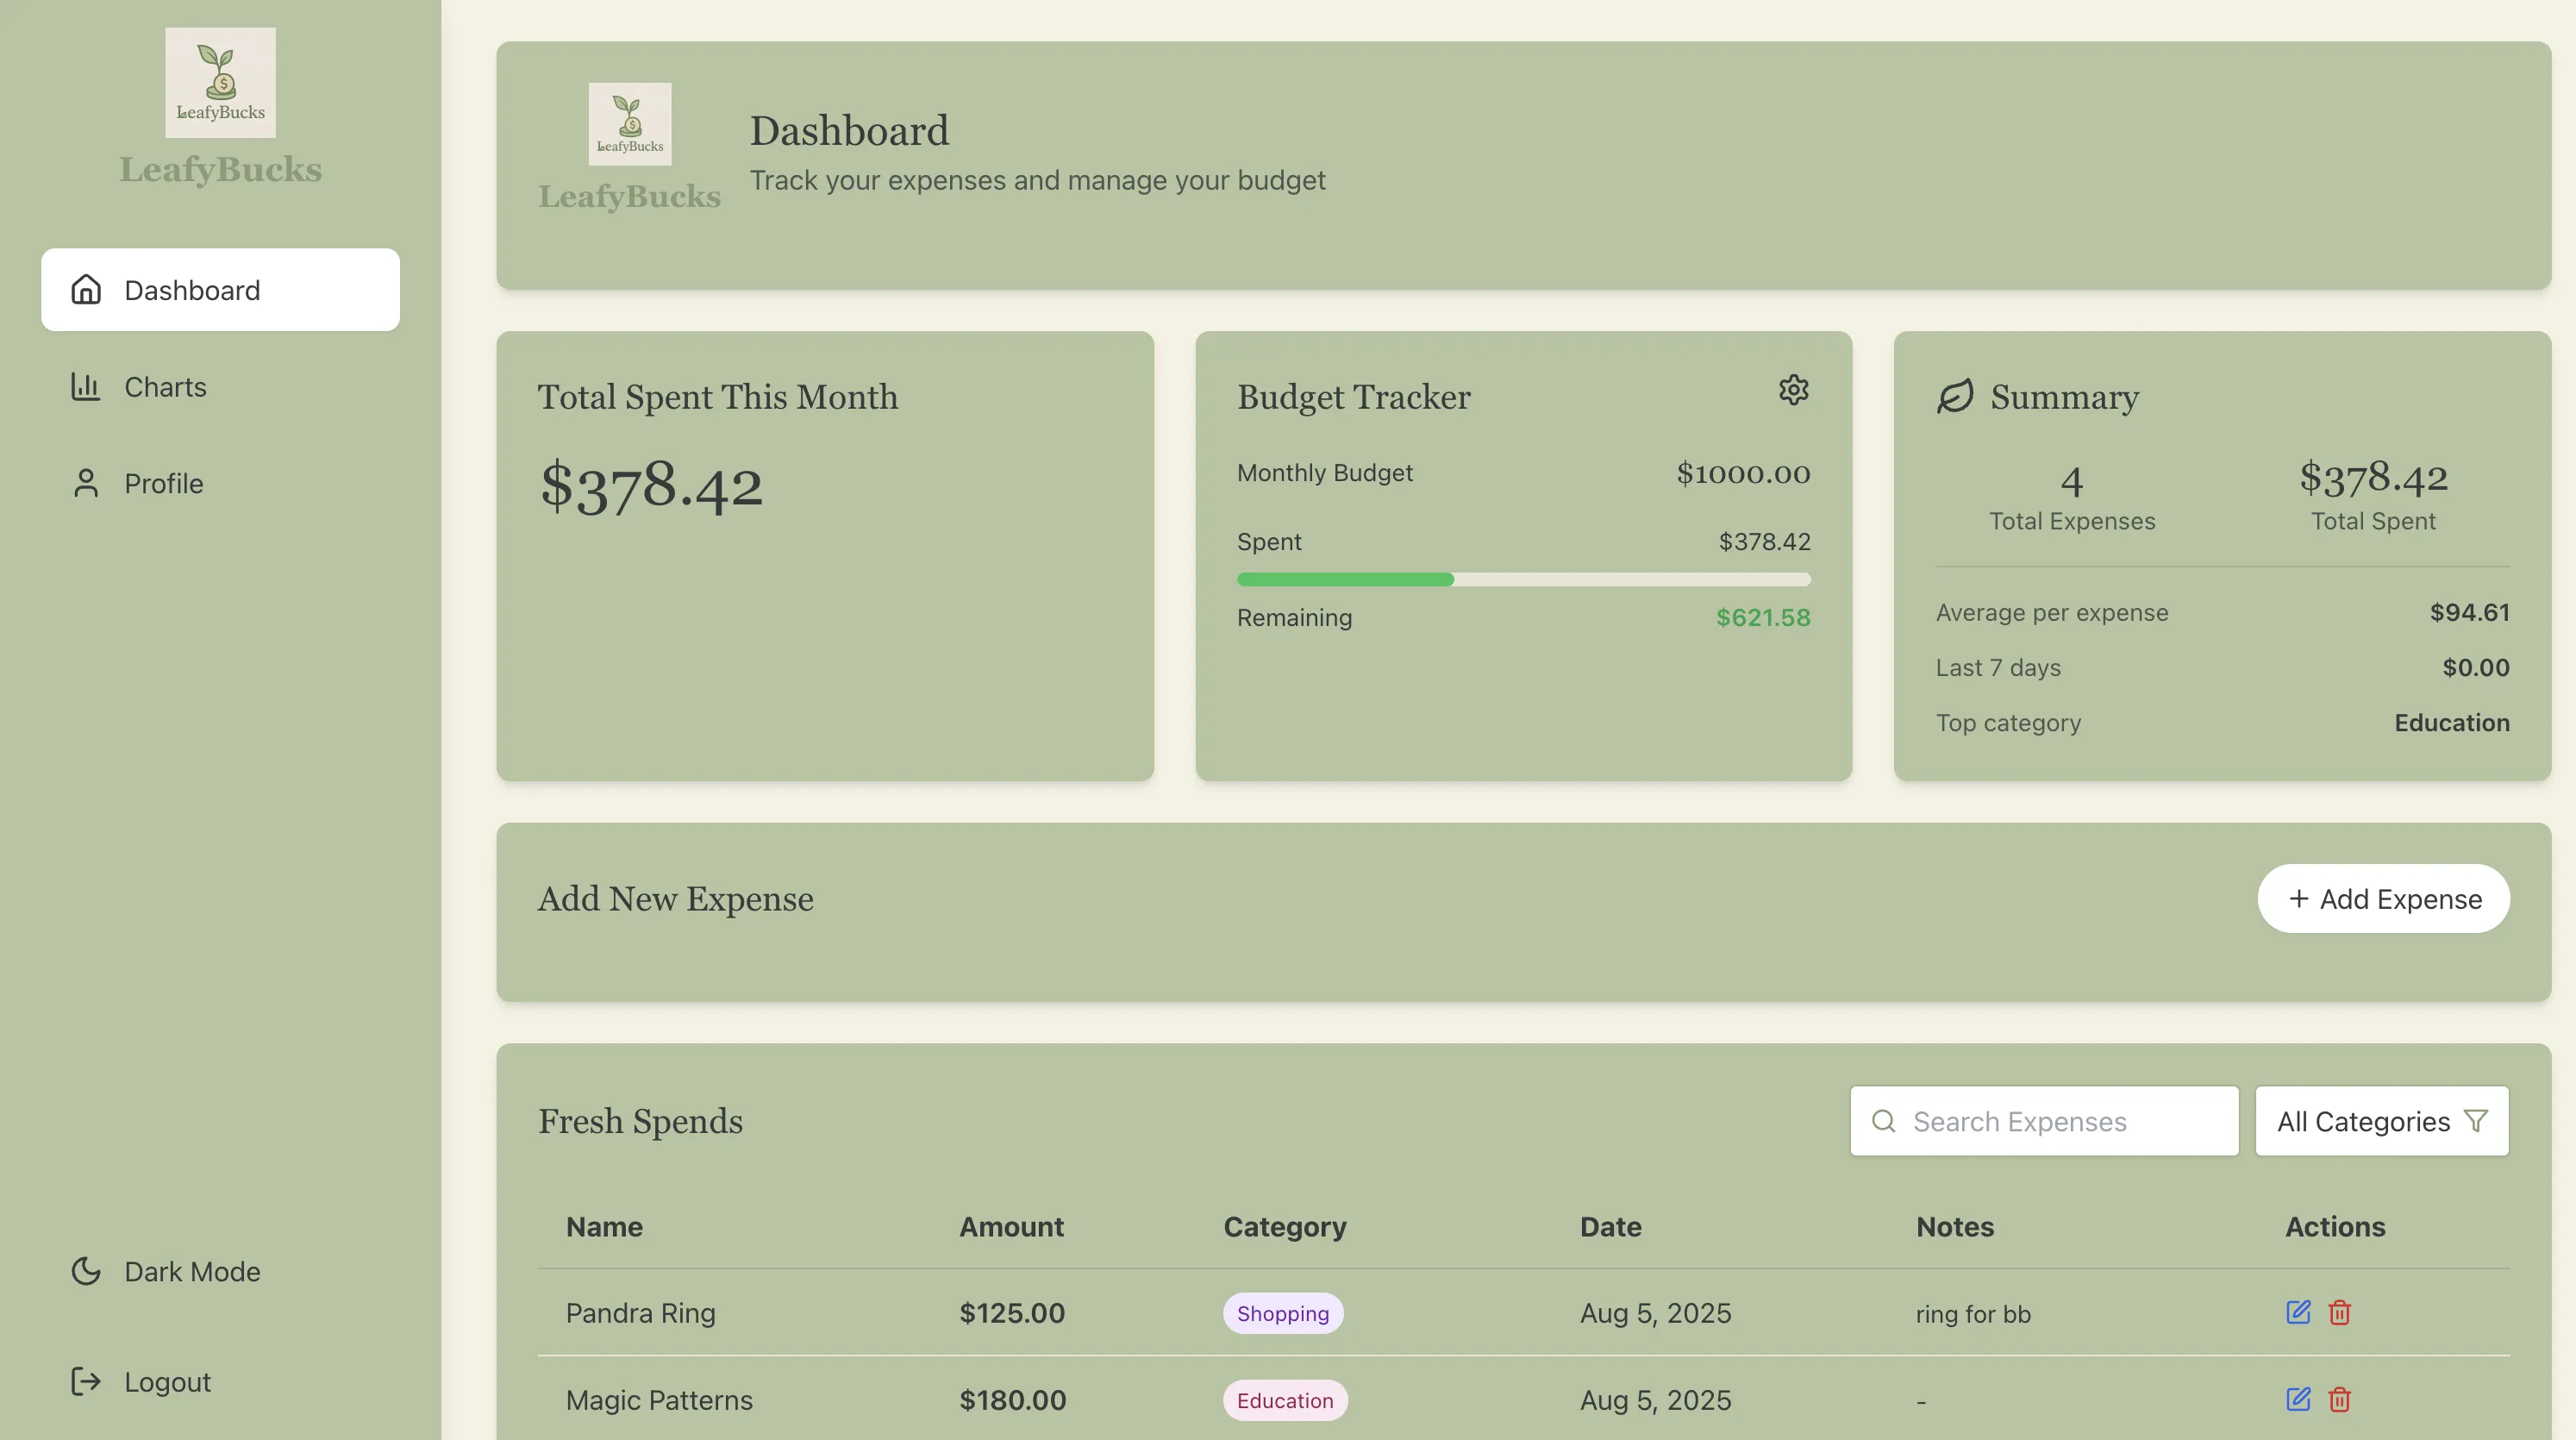 LeafyBucks
LeafyBucks
Dashboard
Charts
Profile
Dark Mode
Logout
LeafyBucks
LeafyBucks
Dashboard
Track your expenses and manage your budget
Total Spent This Month
$378.42
Budget Tracker
Monthly Budget $1000.00
Spent $378.42
Remaining $621.58
Summary
4 $378.42
Total Expenses Total Spent
Average per expense $94.61
Last 7 days $0.00
Top category Education
Add New Expense + Add Expense
Fresh Spends Search Expenses All Categories
Name Amount Category Date Notes Actions
Pandra Ring $125.00 Shopping Aug 5, 2025 ring for bb
Magic Patterns $180.00 Education Aug 5, 2025 -